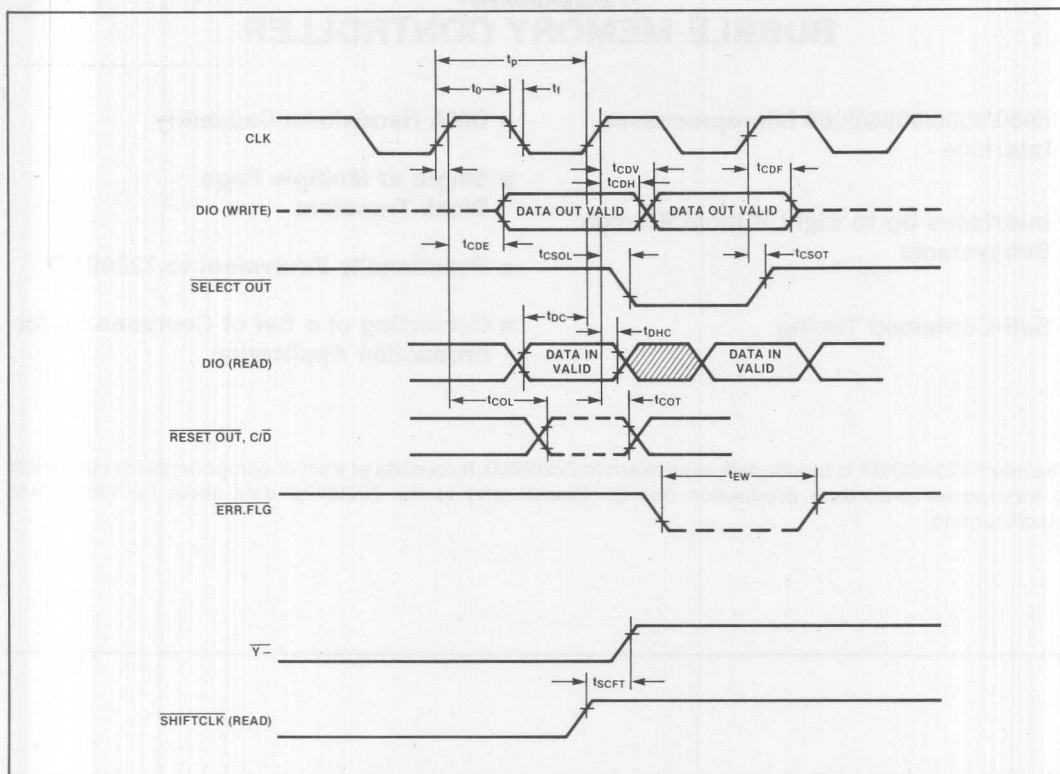 tp
t0 tf
CLK
tCDV
tCDH
tCDF
DIO (WRITE)
DATA OUT VALID
DATA OUT VALID
tCDE
tCSOL
tCSOT
SELECT OUT
tDC
tDHC
DIO (READ)
DATA IN
VALID
DATA IN
VALID
tCOL
tCOT
RESET OUT, C/D
tEW
ERR.FLG
Y –
tSCFT
SHIFTCLK (READ)
BUBBLE MEMORY CONTROLLER